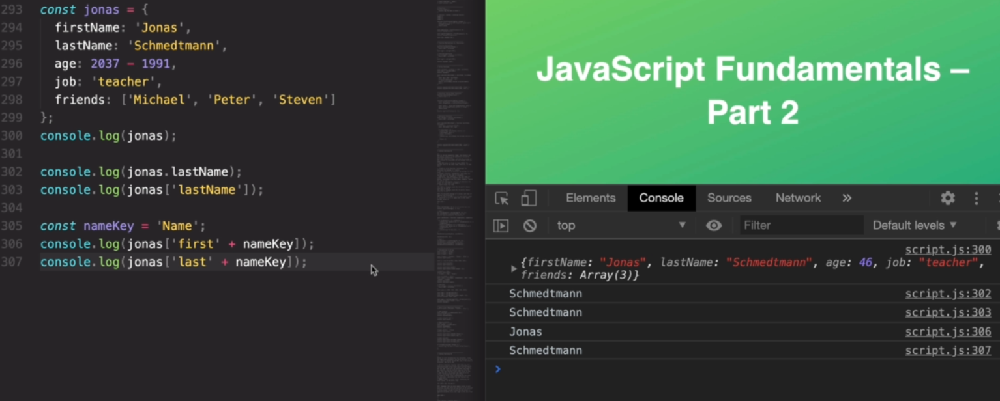 293 const jonas = {
294 firstName: 'Jonas',
295 lastName: 'Schmedtmann',
296 age: 2037 - 1991,
297 job: 'teacher',
298 friends: ['Michael', 'Peter', 'Steven']
299 };
300 console.log(jonas);
301
302 console.log(jonas.lastName);
303 console.log(jonas['lastName']);
304
305 const nameKey = 'Name';
306 console.log(jonas['first' + nameKey]);
307 console.log(jonas['last' + nameKey]);
JavaScript Fundamentals –
Part 2
Elements Console Sources Network »
top Filter Default levels
script.js:300
{firstName: "Jonas", lastName: "Schmedtmann", age: 46, job: "teacher",
friends: Array(3)}
Schmedtmann script.js:302
Schmedtmann script.js:303
Jonas script.js:306
Schmedtmann script.js:307